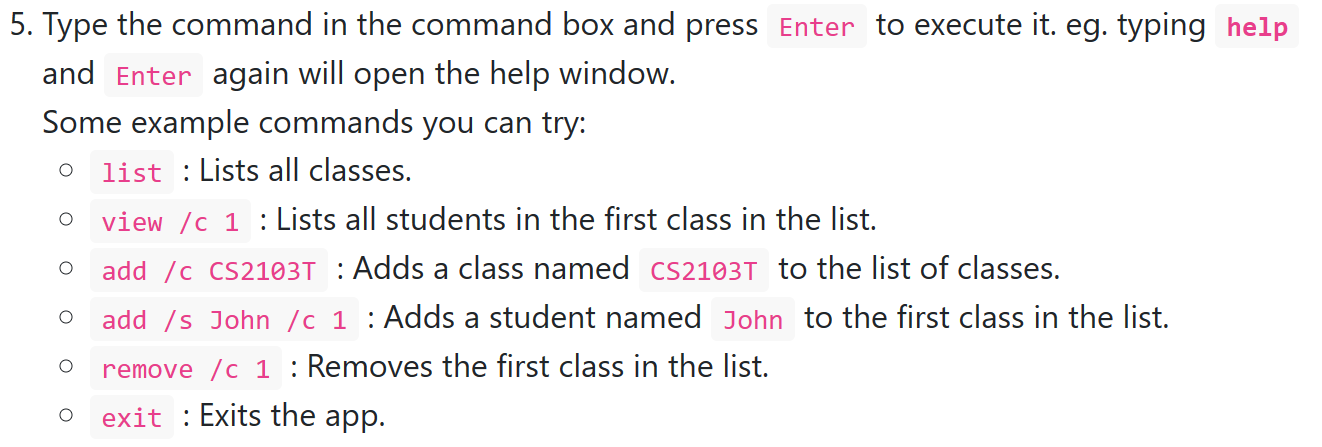 5. Type the command in the command box and press Enter to execute it. eg. typing help
and Enter again will open the help window.
Some example commands you can try:
○ list : Lists all classes.
○ view /c 1 : Lists all students in the first class in the list.
○ add /c CS2103T : Adds a class named CS2103T to the list of classes.
○ add /s John /c 1 : Adds a student named John to the first class in the list.
○ remove /c 1 : Removes the first class in the list.
○ exit : Exits the app.